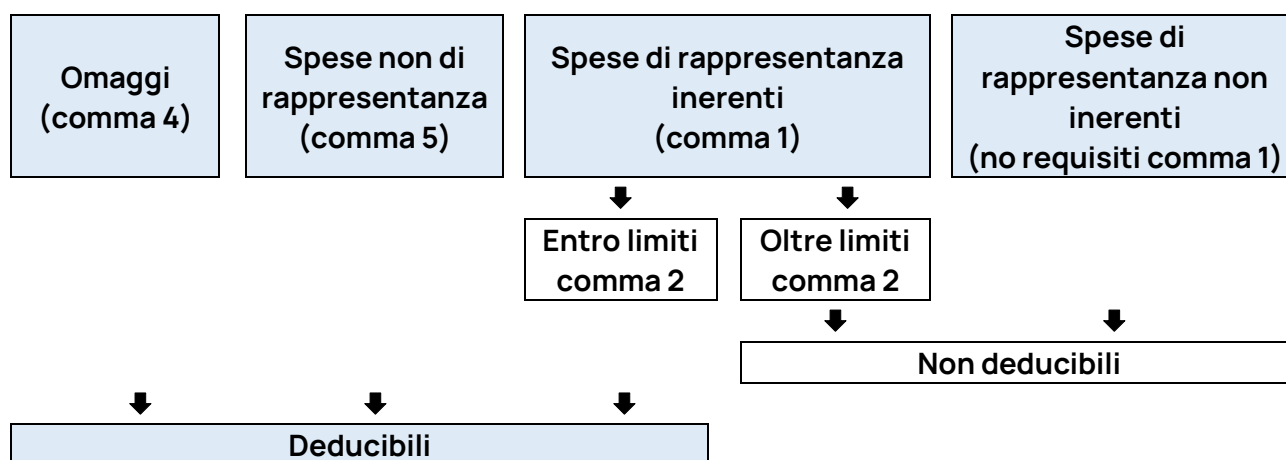 Omaggi
(comma 4)
Spese non di
rappresentanza
(comma 5)
Spese di rappresentanza
inerenti
(comma 1)
Spese di
rappresentanza non
inerenti
(no requisiti comma 1)
Entro limiti
comma 2
Oltre limiti
comma 2
Non deducibili
Deducibili